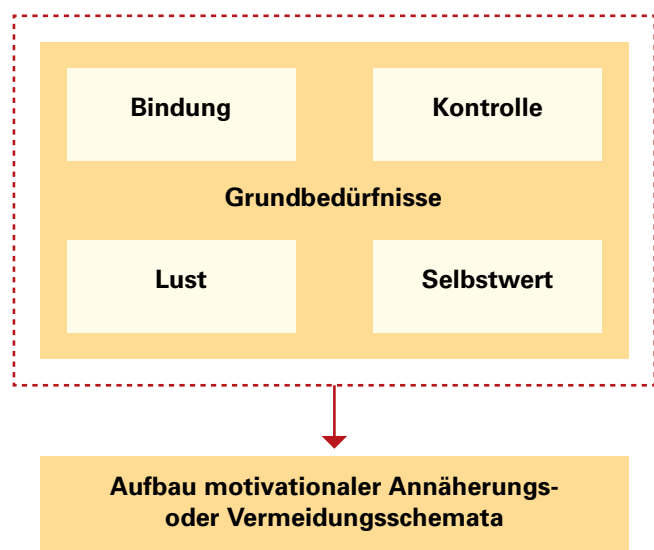 Bindung
Kontrolle
Grundbedürfnisse
Lust
Selbstwert
Aufbau motivationaler Annäherungs-
oder Vermeidungsschemata